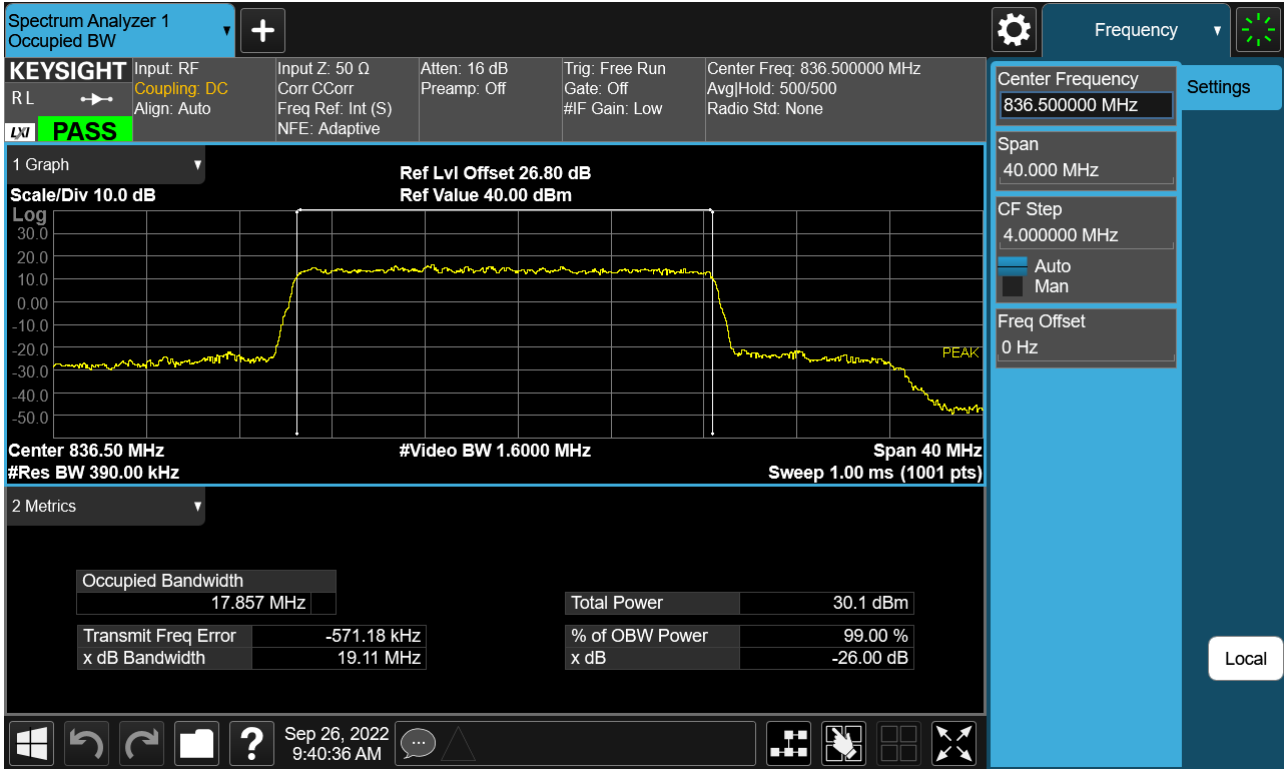 Spectrum Analyzer 1
Occupied BW
Frequency
KEYSIGHT
R L
LXI PASS
Input: RF
Coupling: DC
Align: Auto
Input Z: 50 Ω
Corr CCorr
Freq Ref: Int (S)
NFE: Adaptive
Atten: 16 dB
Preamp: Off
Trig: Free Run
Gate: Off
#IF Gain: Low
Center Freq: 836.500000 MHz
Avg|Hold: 500/500
Radio Std: None
Center Frequency
836.500000 MHz
Settings
Span
40.000 MHz
CF Step
4.000000 MHz
Auto
Man
Freq Offset
0 Hz
Local
1 Graph
Scale/Div 10.0 dB
Ref Lvl Offset 26.80 dB
Ref Value 40.00 dBm
Log
30.0
20.0
10.0
0.00
-10.0
-20.0
-30.0
-40.0
-50.0
PEAK
Center 836.50 MHz
#Video BW 1.6000 MHz
Span 40 MHz
#Res BW 390.00 kHz
Sweep 1.00 ms (1001 pts)
2 Metrics
Occupied Bandwidth
17.857 MHz
Total Power 30.1 dBm
Transmit Freq Error -571.18 kHz
% of OBW Power 99.00 %
x dB Bandwidth 19.11 MHz
x dB -26.00 dB
?
Sep 26, 2022
9:40:36 AM